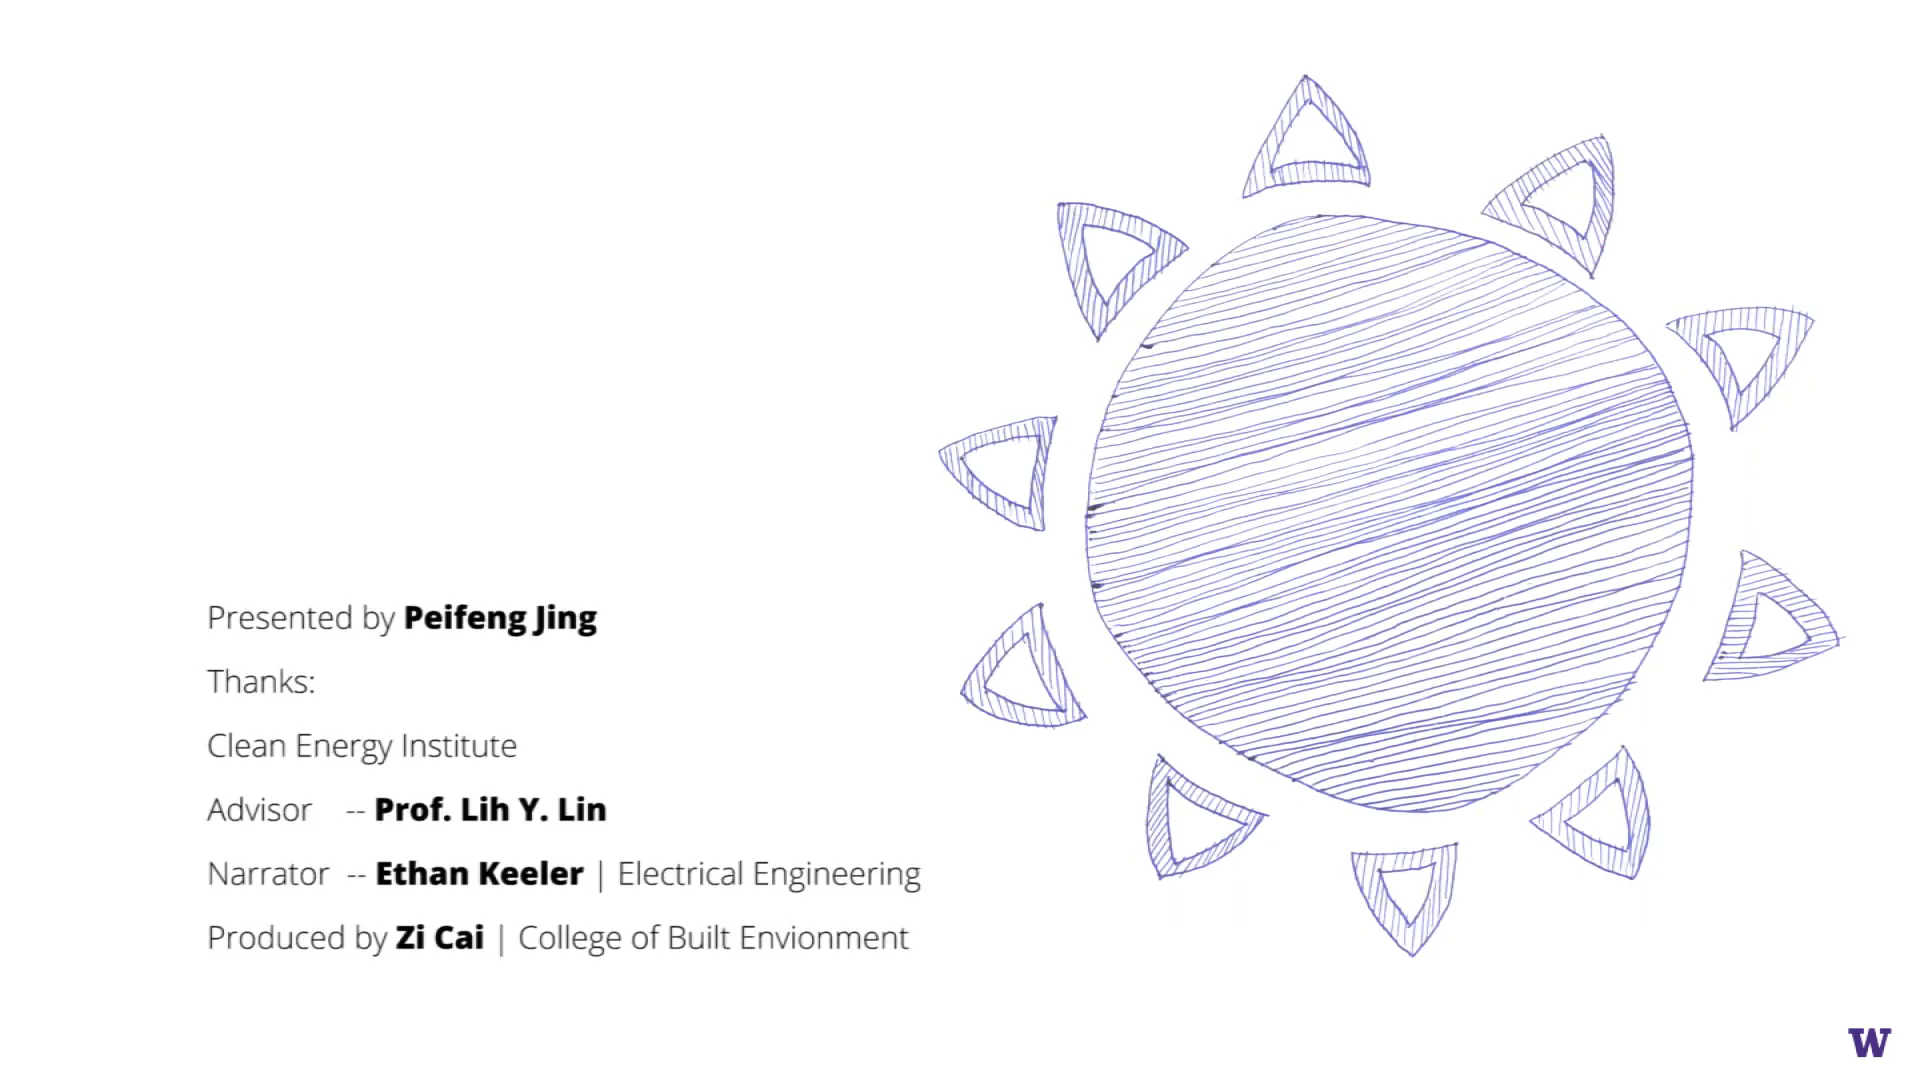 Presented by Peifeng Jing
Thanks:
Clean Energy Institute
Advisor -- Prof. Lih Y. Lin
Narrator -- Ethan Keeler | Electrical Engineering
Produced by Zi Cai | College of Built Envionment
W